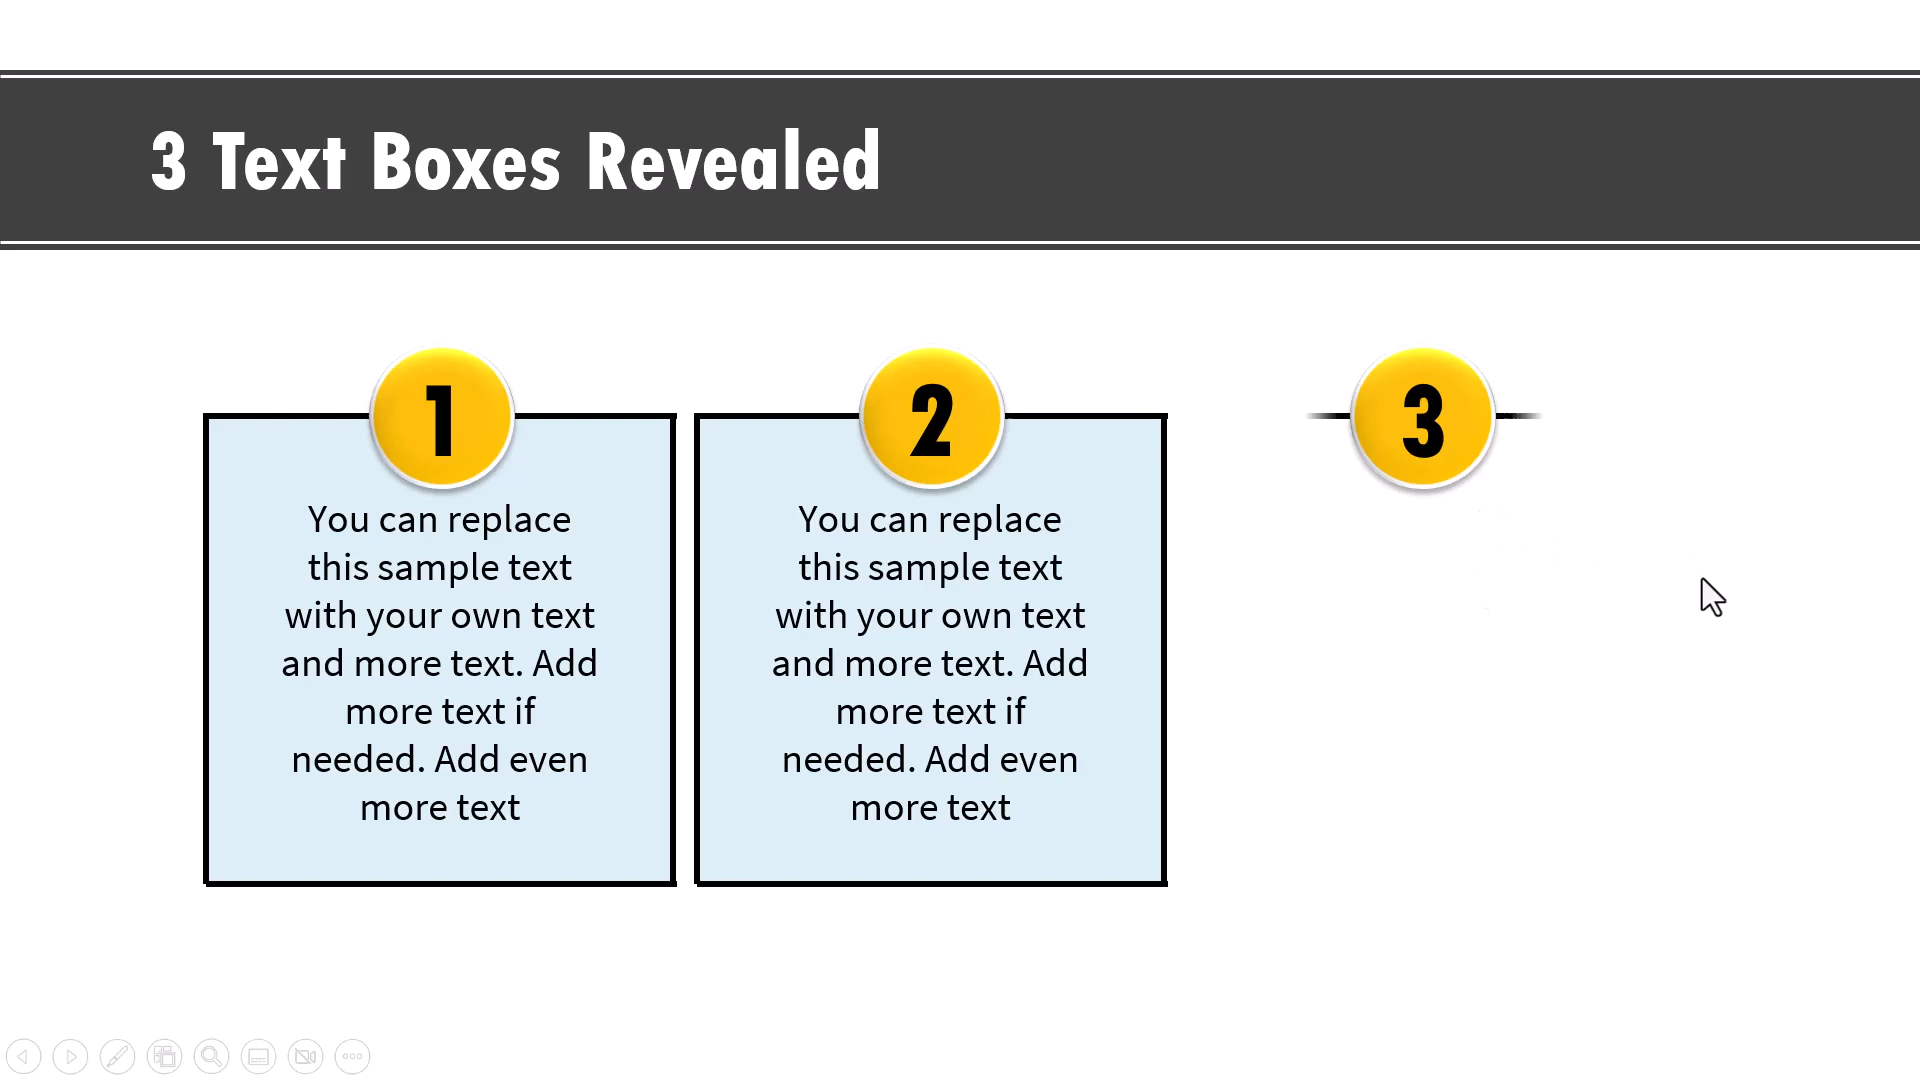 3 Text Boxes Revealed
1
You can replace
this sample text
with your own text
and more text. Add
more text if
needed. Add even
more text
2
You can replace
this sample text
with your own text
and more text. Add
more text if
needed. Add even
more text
3